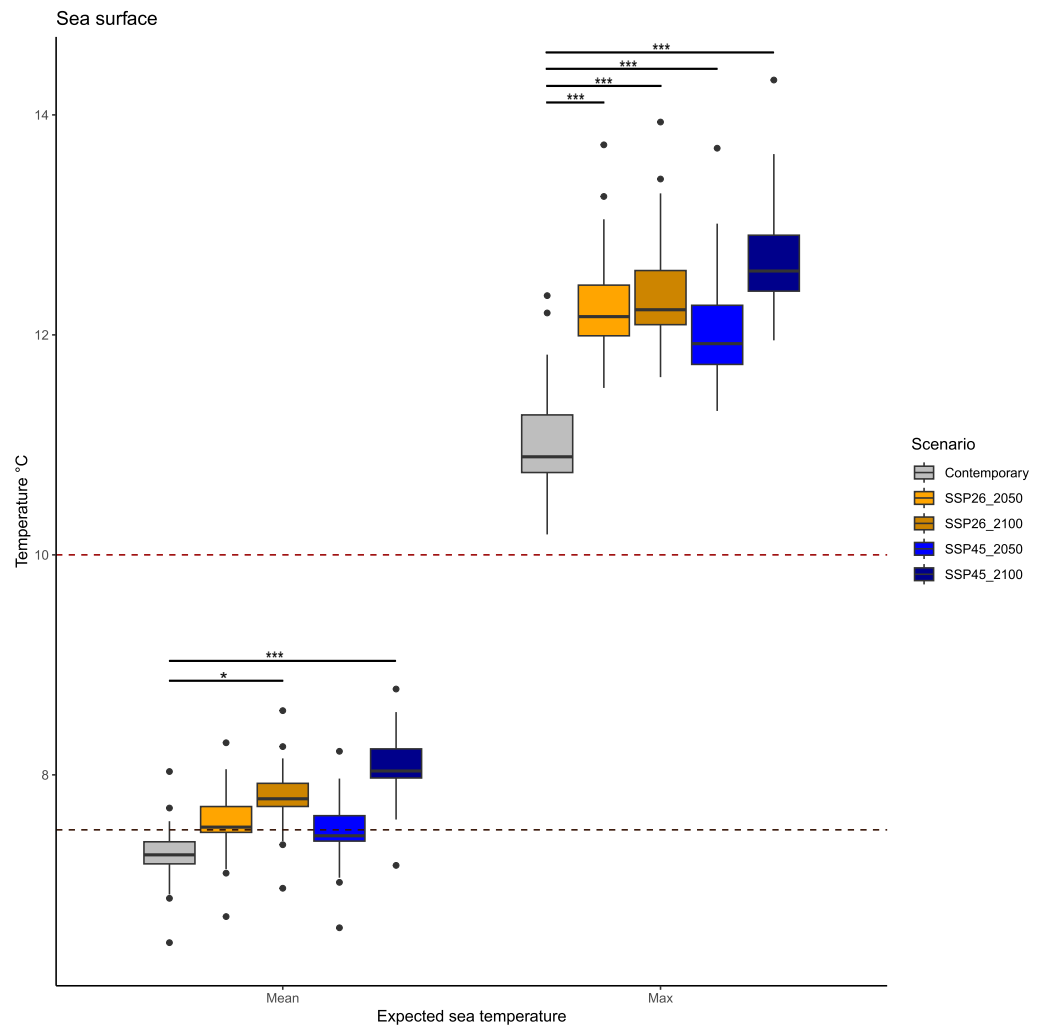 Sea surface
***
***
***
***
14
12
Temperature °C
10
8
***
*
Mean
Max
Expected sea temperature
Scenario
Contemporary
SSP26_2050
SSP26_2100
SSP45_2050
SSP45_2100